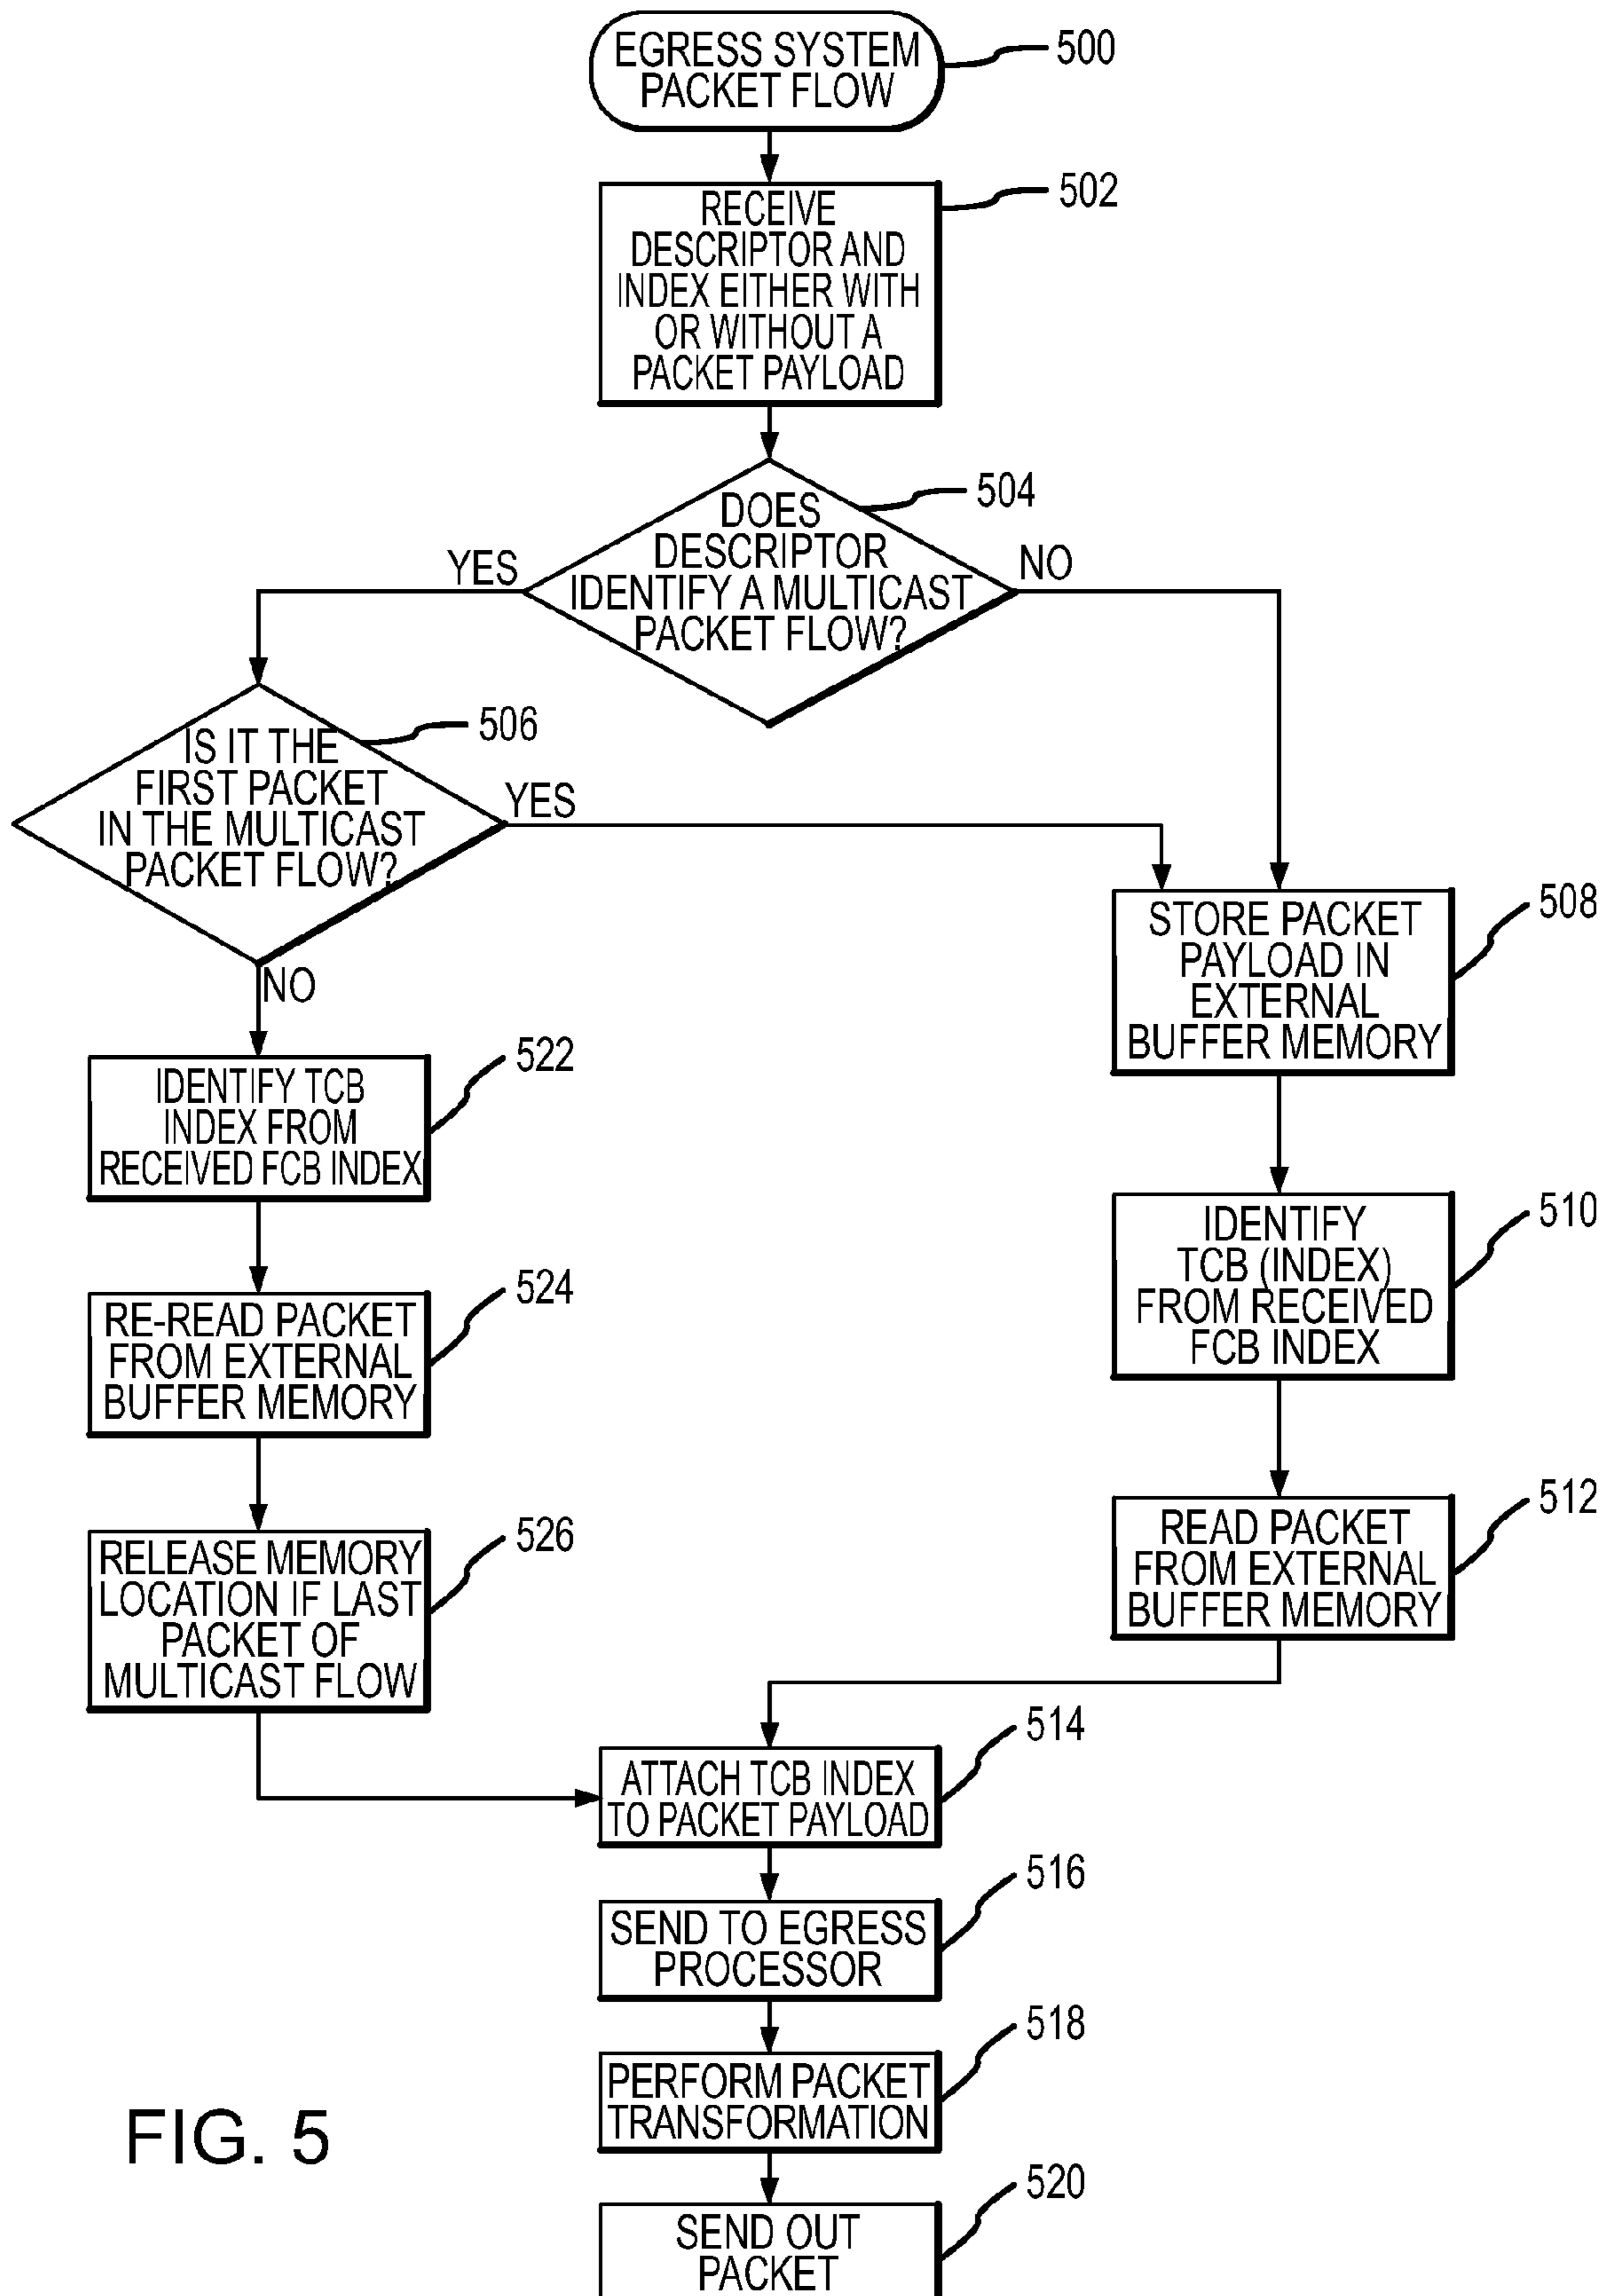 EGRESS SYSTEM
PACKET FLOW
500
RECEIVE
DESCRIPTOR AND
INDEX EITHER WITH
OR WITHOUT A
PACKET PAYLOAD
502
DOES
DESCRIPTOR
IDENTIFY A MULTICAST
PACKET FLOW?
504
YES
NO
IS IT THE
FIRST PACKET
IN THE MULTICAST
PACKET FLOW?
506
YES
NO
STORE PACKET
PAYLOAD IN
EXTERNAL
BUFFER MEMORY
508
IDENTIFY TCB
INDEX FROM
RECEIVED FCB INDEX
522
IDENTIFY
TCB (INDEX)
FROM RECEIVED
FCB INDEX
510
RE-READ PACKET
FROM EXTERNAL
BUFFER MEMORY
524
READ PACKET
FROM EXTERNAL
BUFFER MEMORY
512
RELEASE MEMORY
LOCATION IF LAST
PACKET OF
MULTICAST FLOW
526
ATTACH TCB INDEX
TO PACKET PAYLOAD
514
SEND TO EGRESS
PROCESSOR
516
PERFORM PACKET
TRANSFORMATION
518
SEND OUT
PACKET
520
FIG. 5